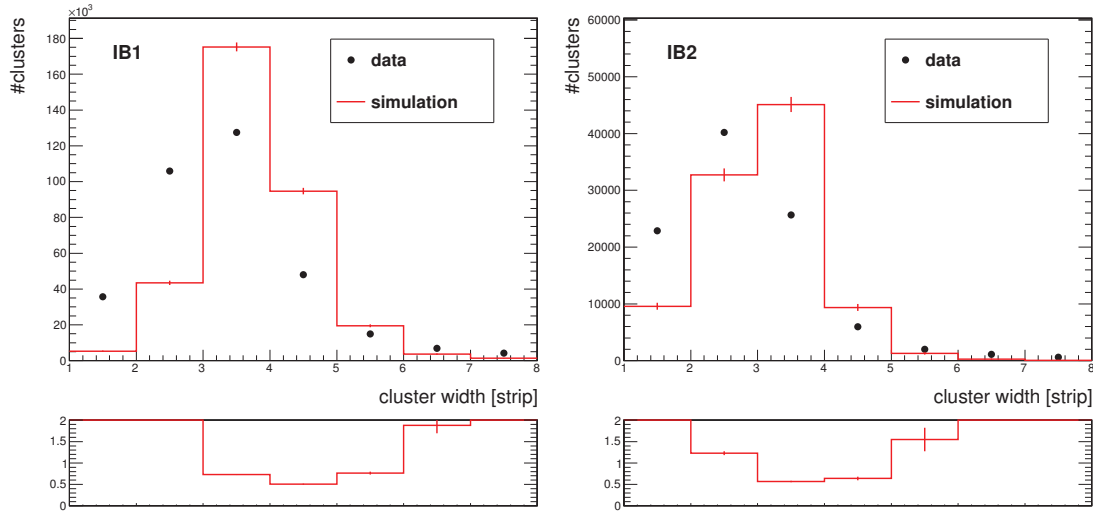 ×10³
#clusters
180
160
140
120
100
80
60
40
20
0
IB1
data
simulation
1 2 3 4 5 6 7 8
cluster width [strip]
2
1.5
1
0.5
0
#clusters
60000
50000
40000
30000
20000
10000
0
IB2
data
simulation
1 2 3 4 5 6 7 8
cluster width [strip]
2
1.5
1
0.5
0